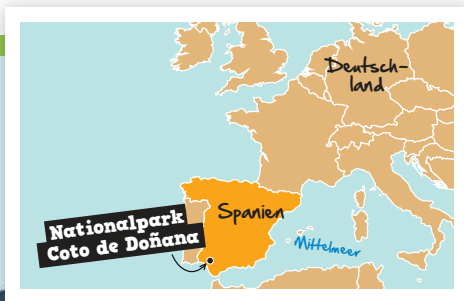 Deutsch-
land
Spanien
Nationalpark
Coto de Doñana
Mittelmeer